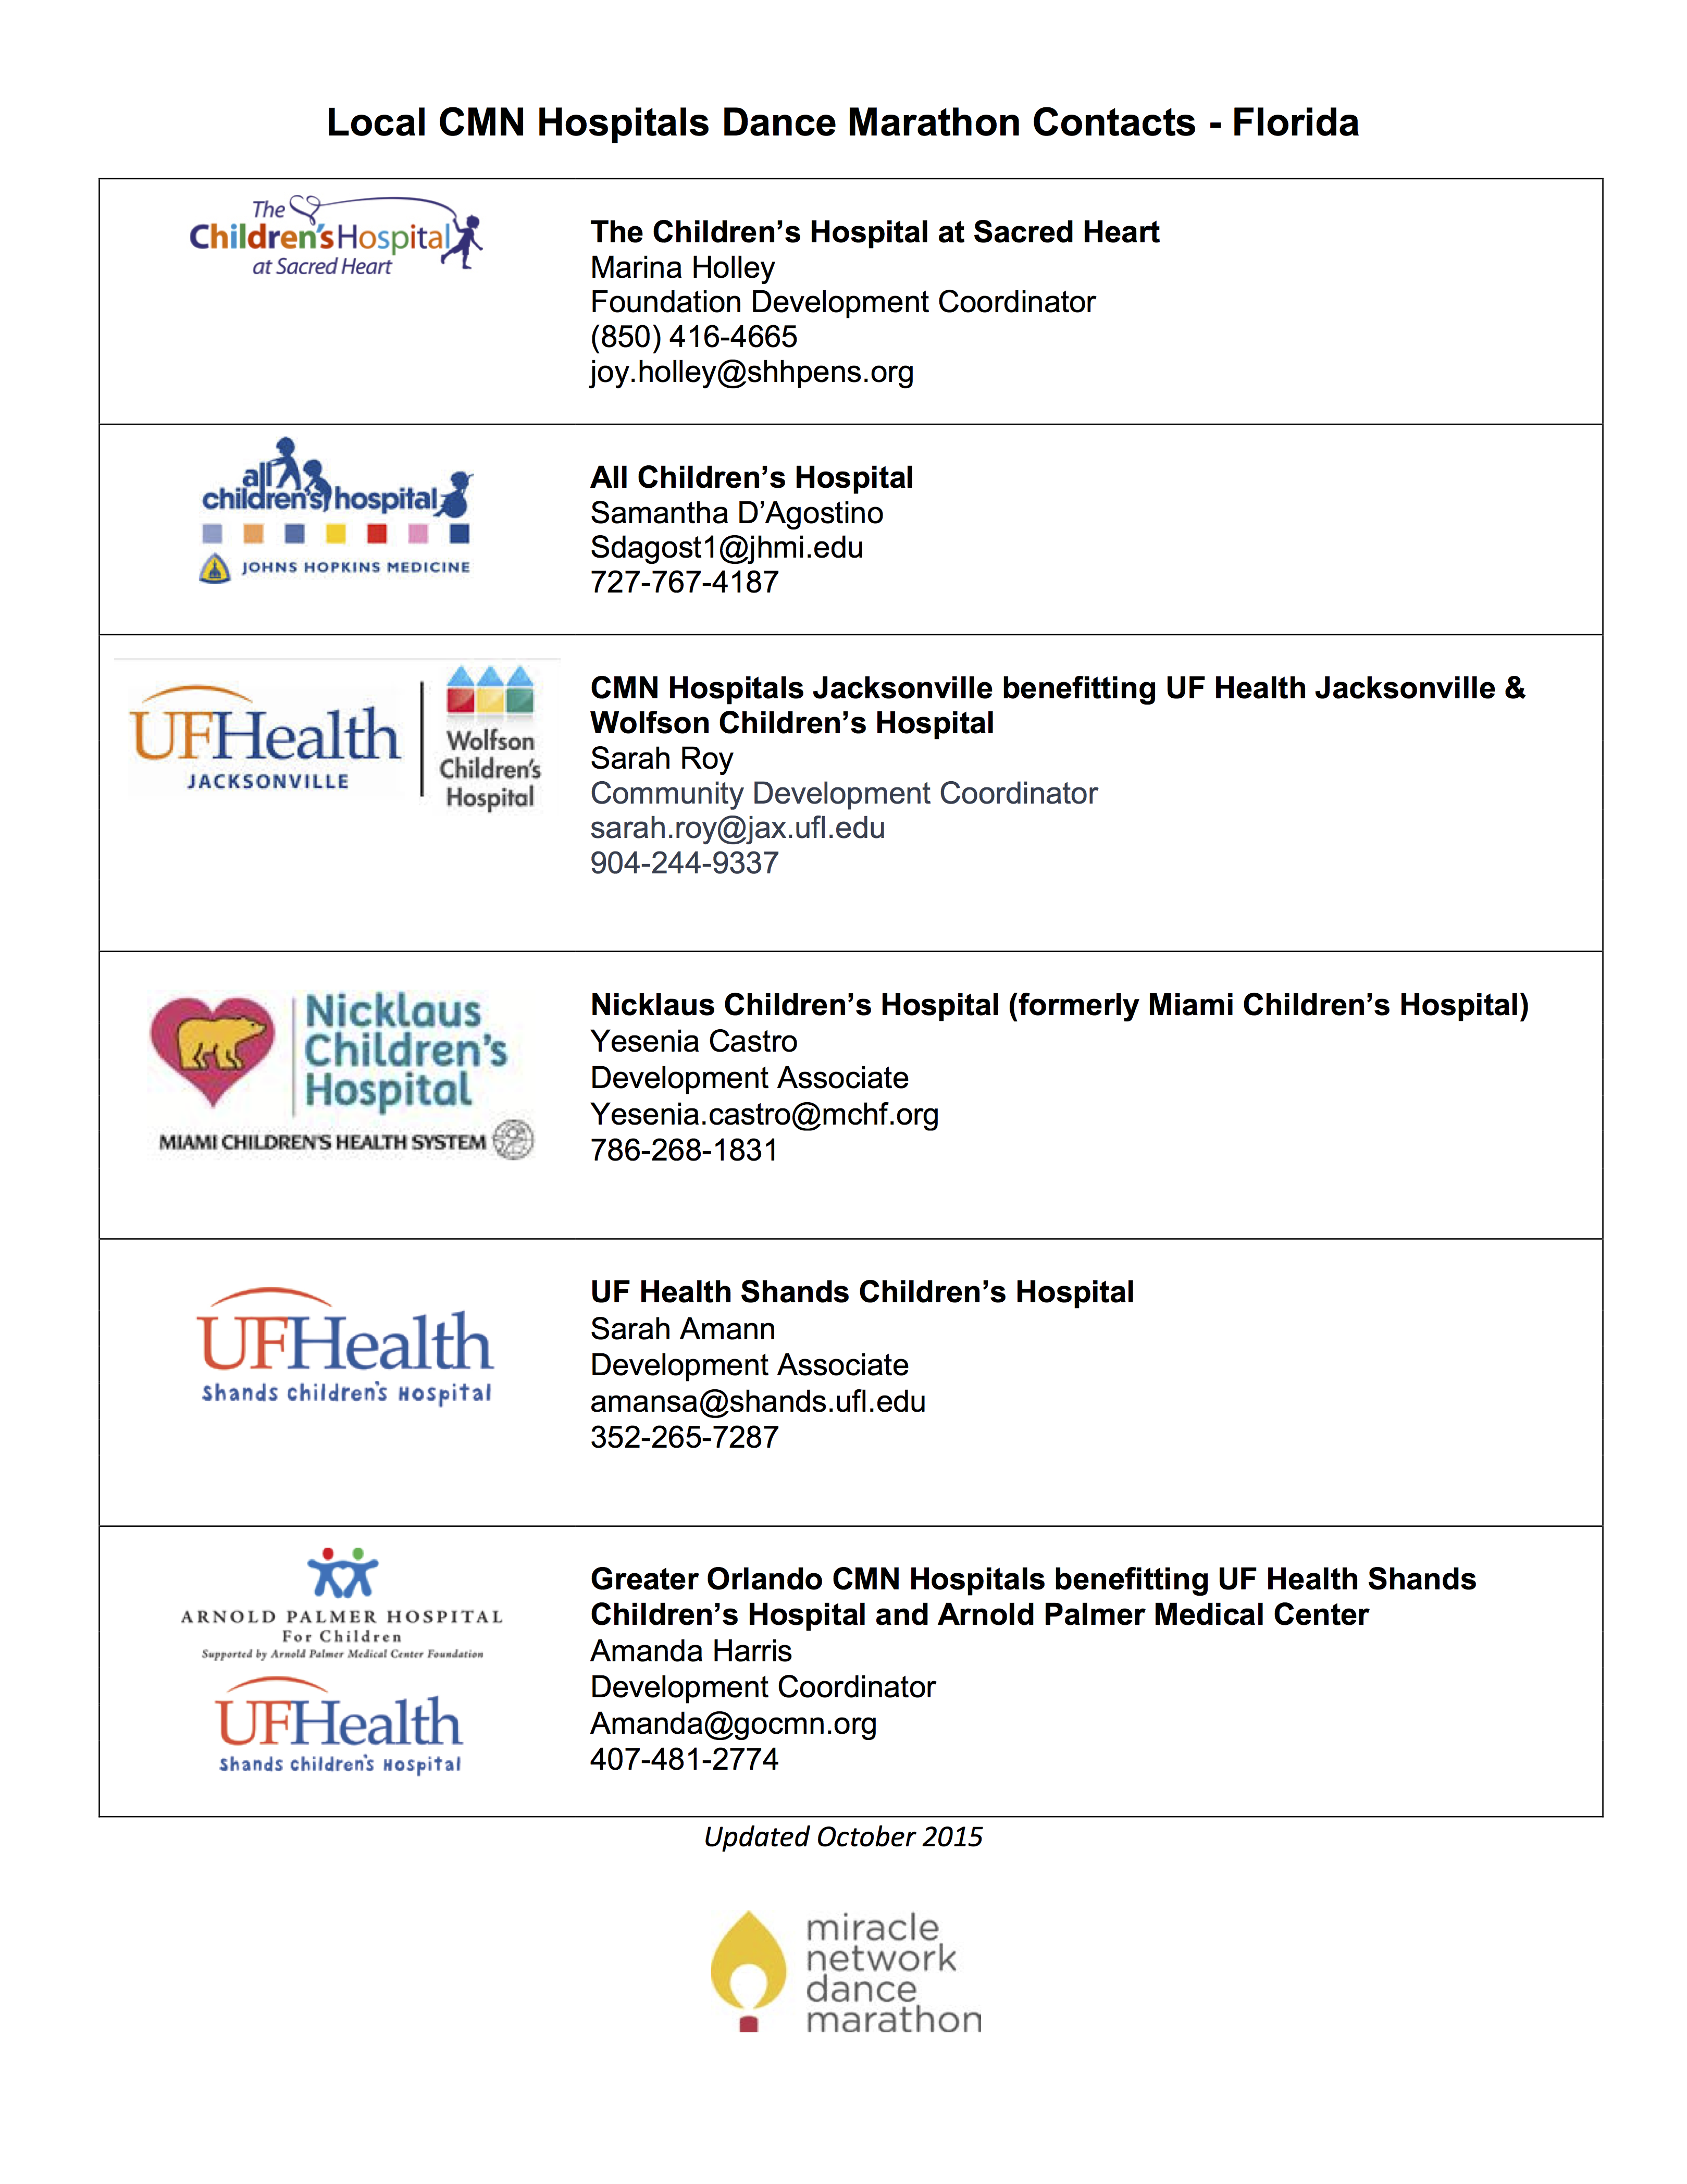 Local CMN Hospitals Dance Marathon Contacts - Florida
The
Children's Hospital
at Sacred Heart
The Children’s Hospital at Sacred Heart
Marina Holley
Foundation Development Coordinator
(850) 416-4665
joy.holley@shhpens.org
all
children's hospital
JOHNS HOPKINS MEDICINE
All Children’s Hospital
Samantha D’Agostino
Sdagost1@jhmi.edu
727-767-4187
UFHealth
JACKSONVILLE
Wolfson
Children's
Hospital
CMN Hospitals Jacksonville benefitting UF Health Jacksonville &
Wolfson Children’s Hospital
Sarah Roy
Community Development Coordinator
sarah.roy@jax.ufl.edu
904-244-9337
Nicklaus
Children's
Hospital
MIAMI CHILDREN'S HEALTH SYSTEM
Nicklaus Children’s Hospital (formerly Miami Children’s Hospital)
Yesenia Castro
Development Associate
Yesenia.castro@mchf.org
786-268-1831
UFHealth
Shands children's Hospital
UF Health Shands Children’s Hospital
Sarah Amann
Development Associate
amansa@shands.ufl.edu
352-265-7287
ARNOLD PALMER HOSPITAL
For Children
Supported by Arnold Palmer Medical Center Foundation
UFHealth
Shands children's Hospital
Greater Orlando CMN Hospitals benefitting UF Health Shands
Children’s Hospital and Arnold Palmer Medical Center
Amanda Harris
Development Coordinator
Amanda@gocmn.org
407-481-2774
Updated October 2015
miracle
network
dance
marathon